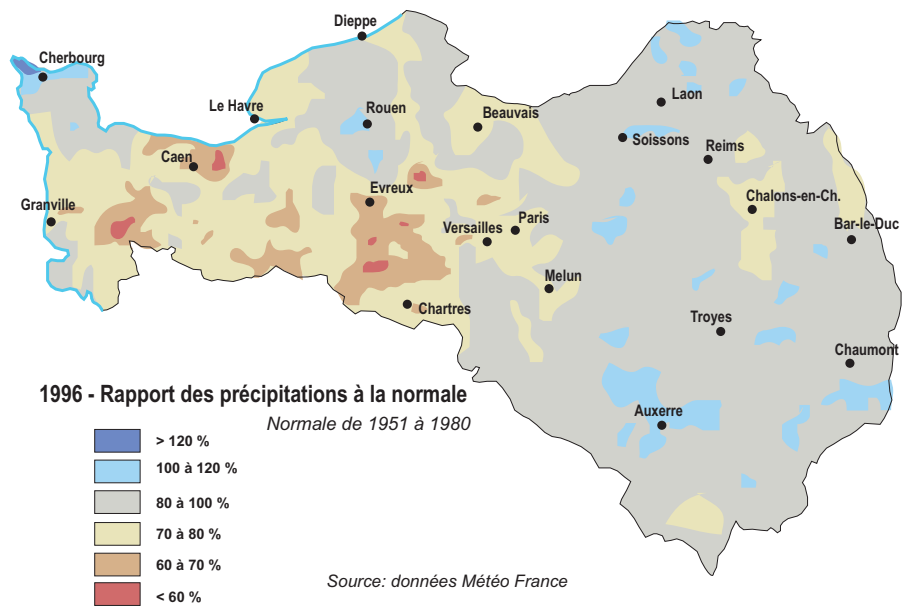 Dieppe
Cherbourg
Laon
Le Havre
Rouen
Beauvais
Soissons
Reims
Caen
Evreux
Chalons-en-Ch.
Granville
Paris
Versailles
Bar-le-Duc
Melun
Chartres
Troyes
Chaumont
1996 - Rapport des précipitations à la normale
Normale de 1951 à 1980
Auxerre
> 120 %
100 à 120 %
80 à 100 %
70 à 80 %
60 à 70 %
< 60 %
Source: données Météo France